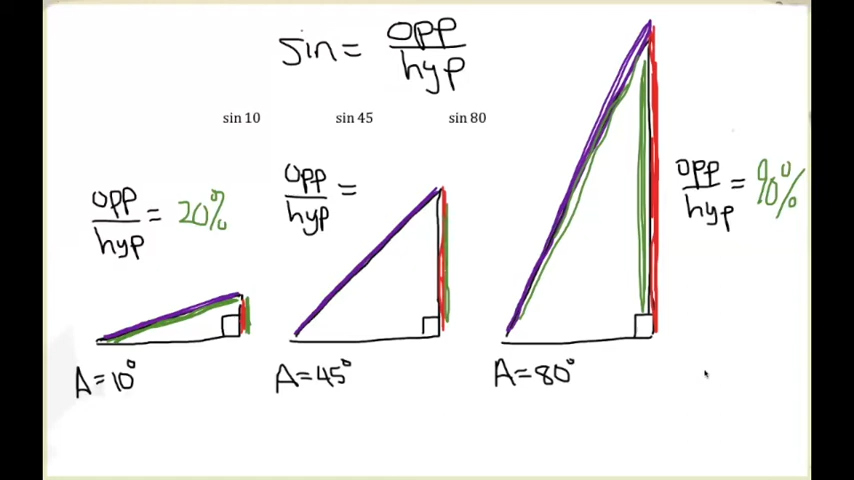 sin = opp/hyp
sin 10
sin 45
sin 80
opp/hyp = 20%
opp/hyp =
opp/hyp = 90%
A=10°
A=45°
A=80°